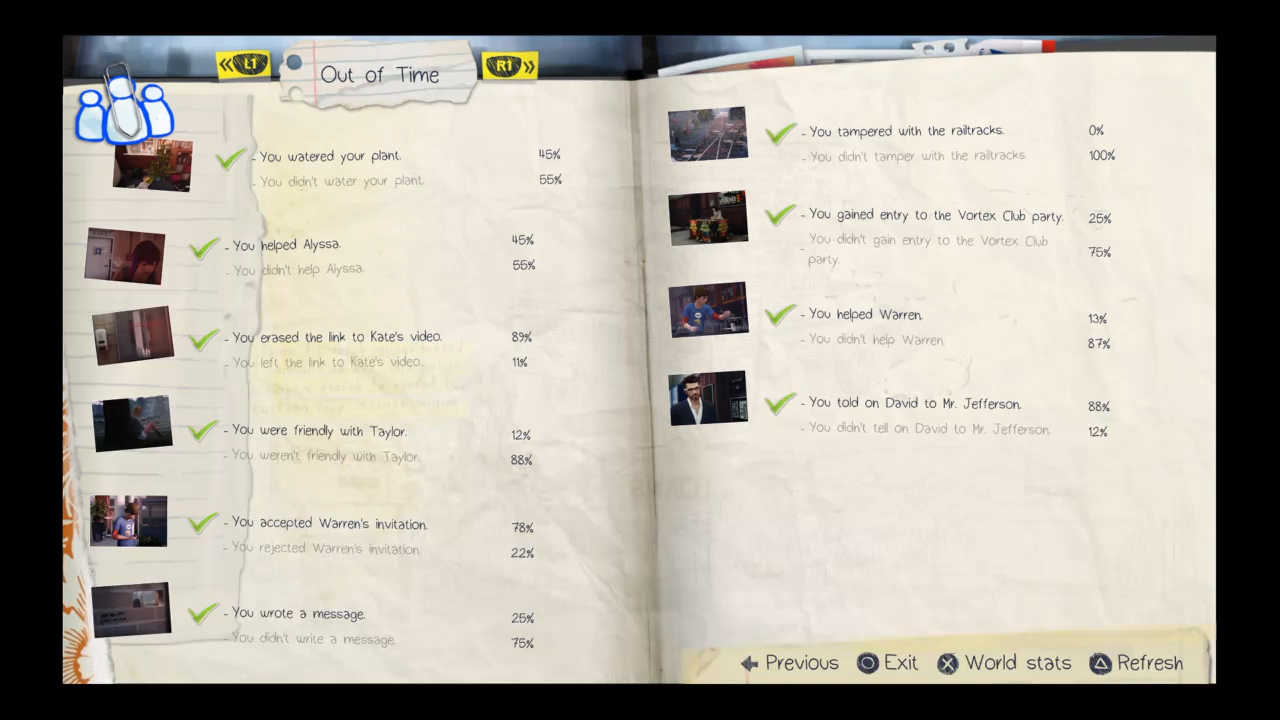 L1
Out of Time
R1
- You watered your plant. 45%
- You didn't water your plant. 55%
- You helped Alyssa. 45%
- You didn't help Alyssa. 55%
- You erased the link to Kate's video. 89%
- You left the link to Kate's video. 11%
- You were friendly with Taylor. 12%
- You weren't friendly with Taylor. 88%
- You accepted Warren's invitation. 78%
- You rejected Warren's invitation. 22%
- You wrote a message. 25%
- You didn't write a message. 75%
- You tampered with the railtracks. 0%
- You didn't tamper with the railtracks. 100%
- You gained entry to the Vortex Club party. 25%
- You didn't gain entry to the Vortex Club
party. 75%
- You helped Warren. 13%
- You didn't help Warren. 87%
- You told on David to Mr. Jefferson. 88%
- You didn't tell on David to Mr. Jefferson. 12%
Previous Exit World stats Refresh